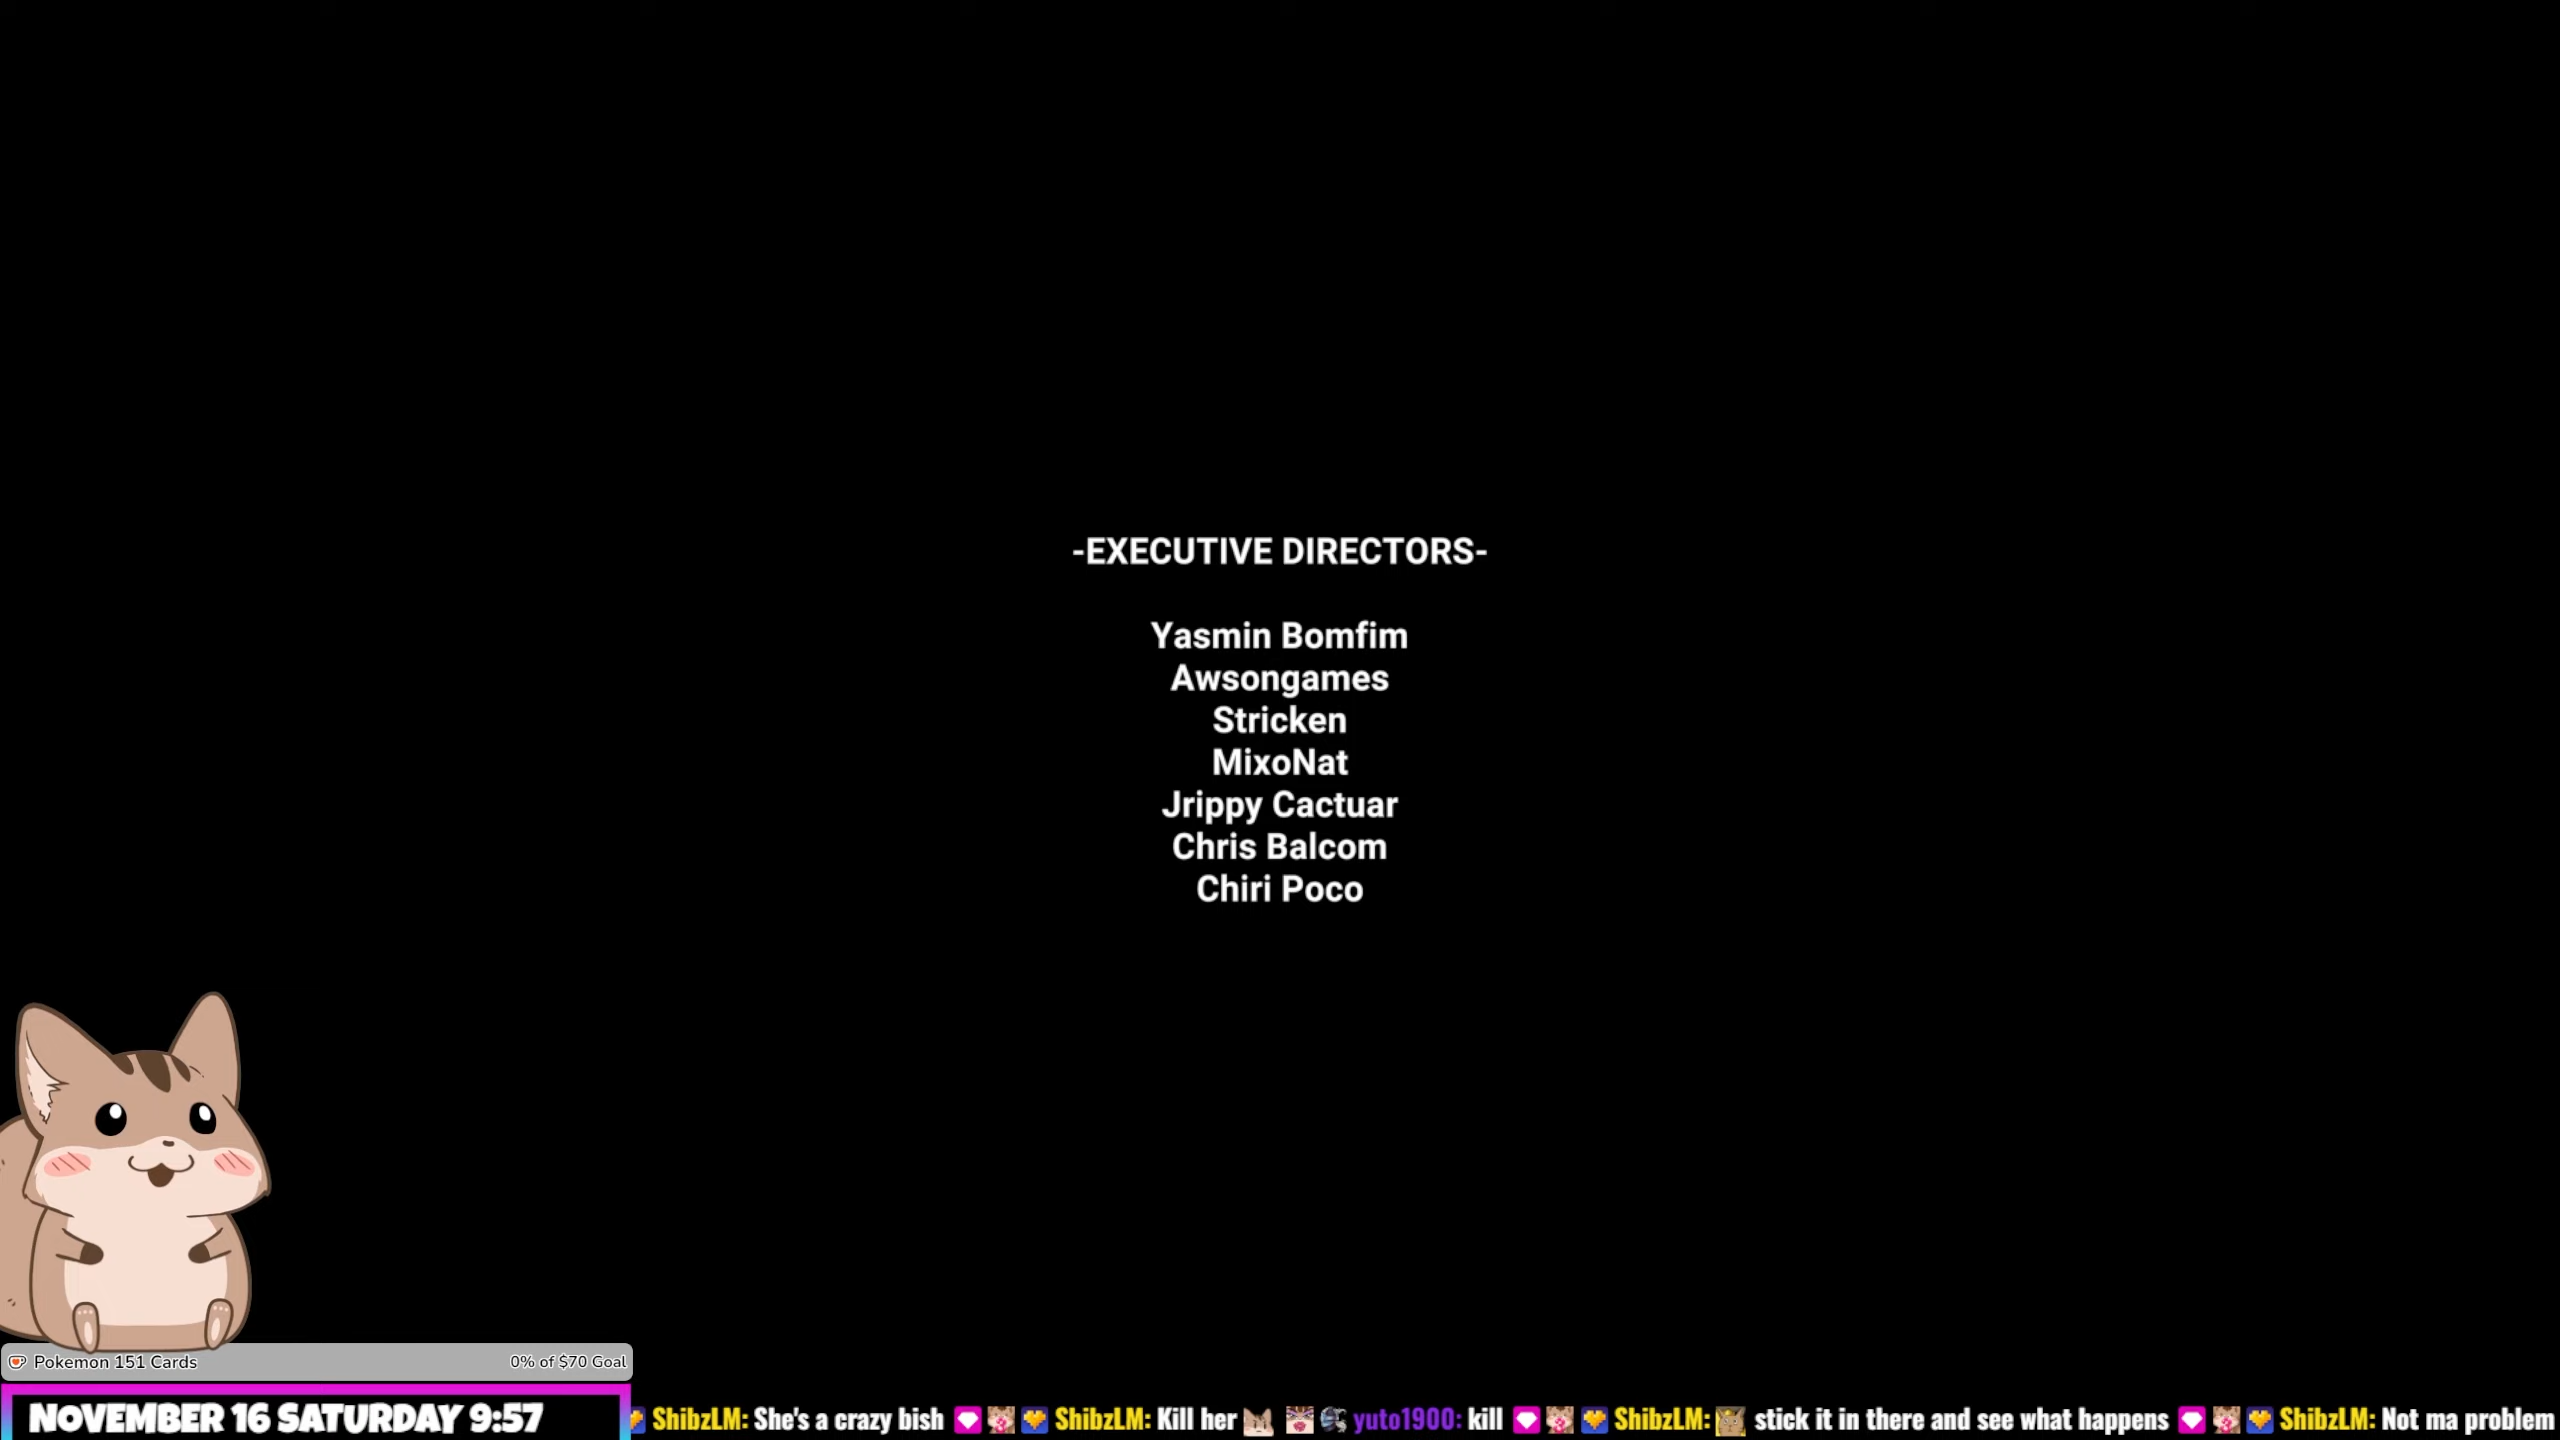 -EXECUTIVE DIRECTORS-
Yasmin Bomfim
Awsongames
Stricken
MixoNat
Jrippy Cactuar
Chris Balcom
Chiri Poco
Pokemon 151 Cards 0% of $70 Goal
NOVEMBER 16 SATURDAY 9:57
ShibzLM: She's a crazy bish ShibzLM: Kill her yuto1900: kill ShibzLM: stick it in there and see what happens ShibzLM: Not ma problem